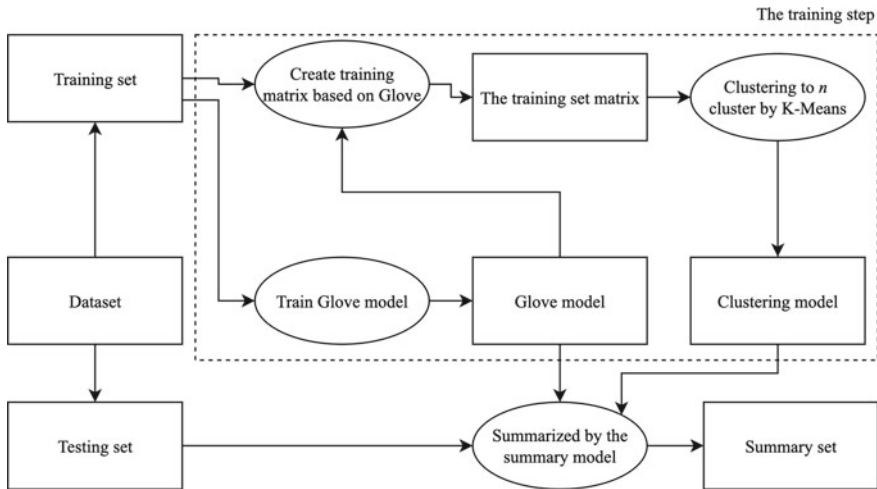 The training step
Training set
Create training
matrix based on Glove
The training set matrix
Clustering to n
cluster by K-Means
Dataset
Train Glove model
Glove model
Clustering model
Testing set
Summarized by the
summary model
Summary set